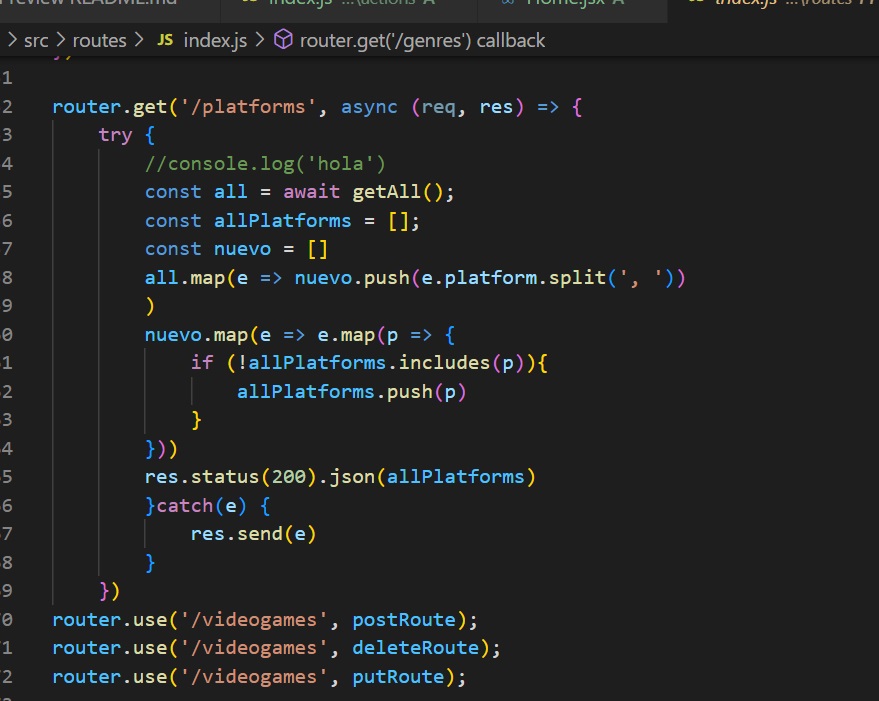 index.js ...\actions A
Home.jsx A
index.js ...\routes
> src > routes > JS index.js > router.get('/genres') callback
1
2 router.get('/platforms', async (req, res) => {
3 try {
4 //console.log('hola')
5 const all = await getAll();
6 const allPlatforms = [];
7 const nuevo = []
8 all.map(e => nuevo.push(e.platform.split(', '))
9 )
0 nuevo.map(e => e.map(p => {
1 if (!allPlatforms.includes(p)){
2 allPlatforms.push(p)
3 }
4 }))
5 res.status(200).json(allPlatforms)
6 }catch(e) {
7 res.send(e)
8 }
9 })
0 router.use('/videogames', postRoute);
1 router.use('/videogames', deleteRoute);
2 router.use('/videogames', putRoute);